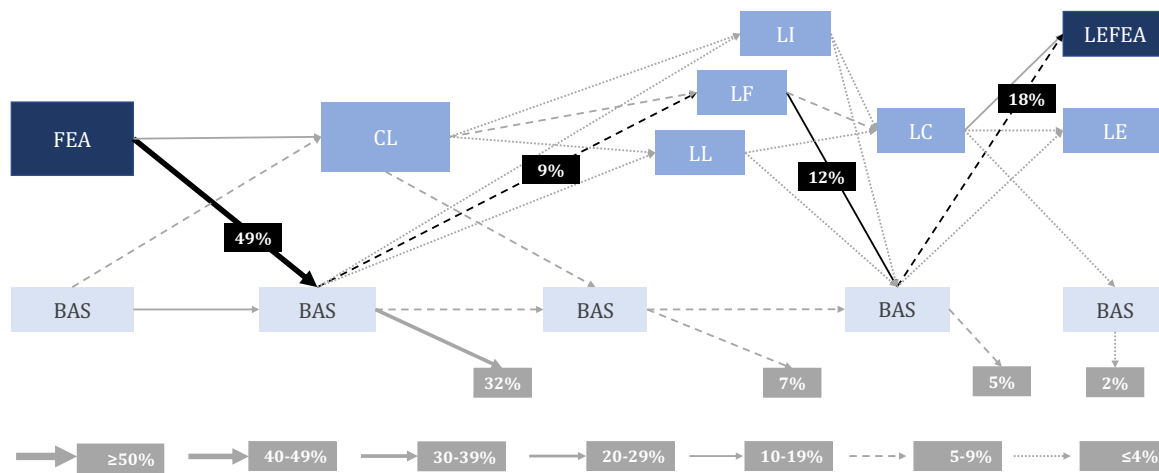 LI
LEFEA
LF
18%
FEA
CL
LC
LE
LL
9%
12%
49%
BAS
BAS
BAS
BAS
BAS
32%
7%
5%
2%
≥50%
40-49%
30-39%
20-29%
10-19%
5-9%
≤4%